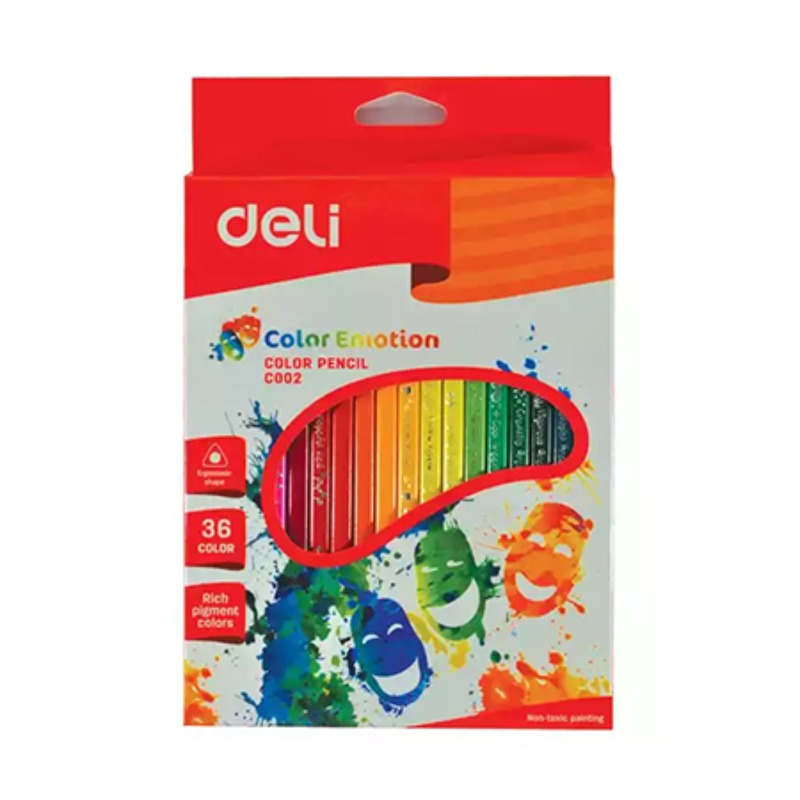 deli
Color Emotion
COLOR PENCIL
C002
Ergonomic
shape
36
COLOR
Rich
pigment
colors
Non-toxic painting